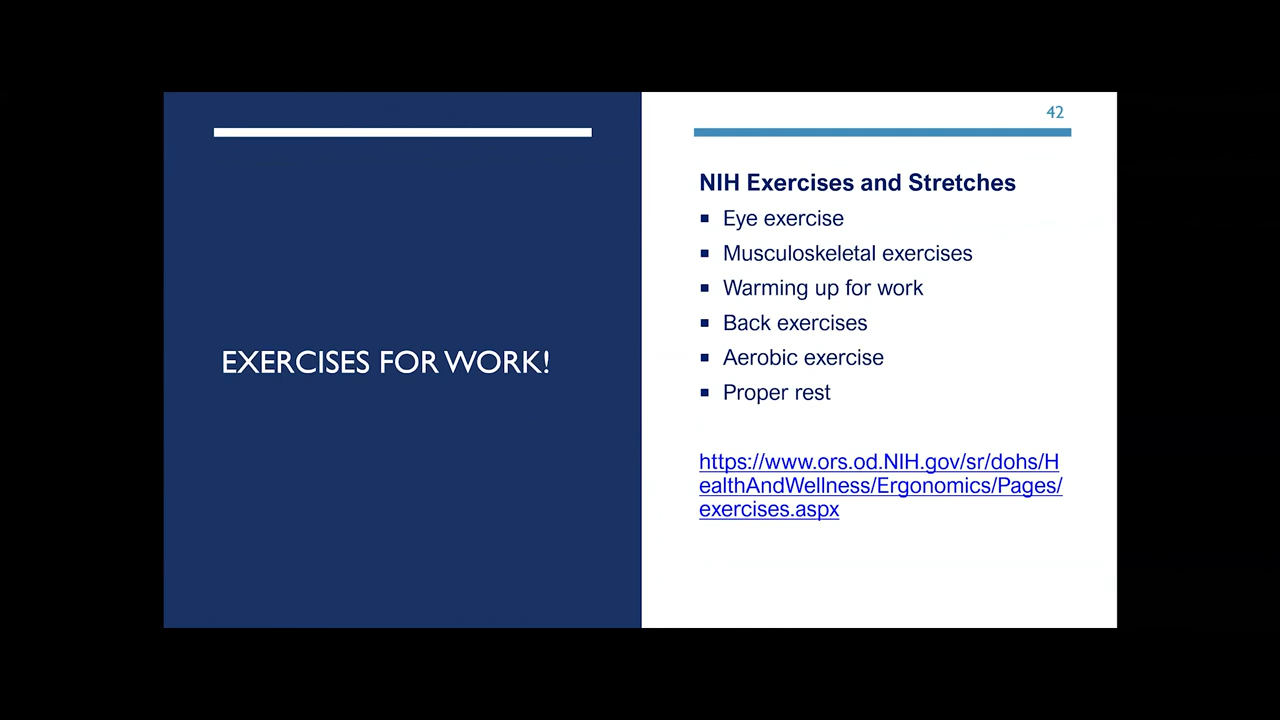 42
EXERCISES FOR WORK!
NIH Exercises and Stretches
Eye exercise
Musculoskeletal exercises
Warming up for work
Back exercises
Aerobic exercise
Proper rest
https://www.ors.od.NIH.gov/sr/dohs/H
ealthAndWellness/Ergonomics/Pages/
exercises.aspx